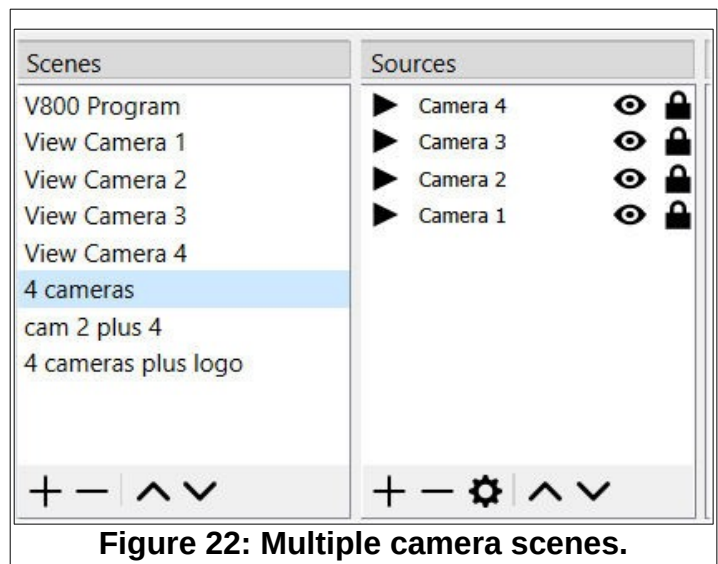 Scenes
V800 Program
View Camera 1
View Camera 2
View Camera 3
View Camera 4
4 cameras
cam 2 plus 4
4 cameras plus logo
Sources
Camera 4
Camera 3
Camera 2
Camera 1
Figure 22: Multiple camera scenes.